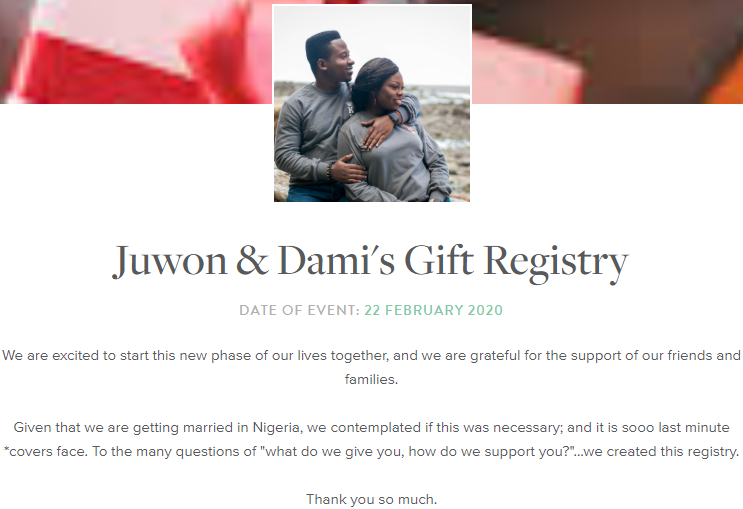 Juwon & Dami's Gift Registry
DATE OF EVENT: 22 FEBRUARY 2020
We are excited to start this new phase of our lives together, and we are grateful for the support of our friends and
families.
Given that we are getting married in Nigeria, we contemplated if this was necessary; and it is sooo last minute
*covers face. To the many questions of "what do we give you, how do we support you?"...we created this registry.
Thank you so much.